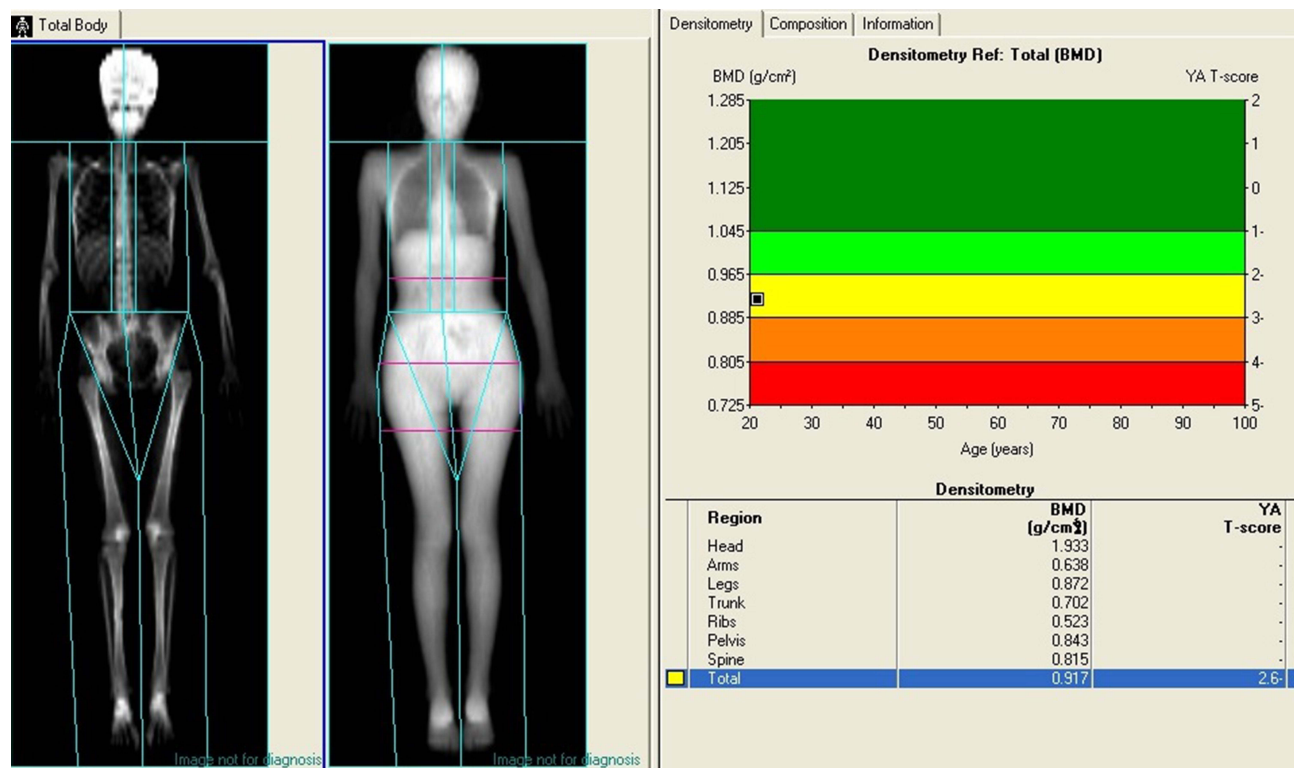 Total Body
Image not for diagnosis
Image not for diagnosis
Densitometry Composition Information
Densitometry Ref: Total (BMD)
BMD (g/cm²) YA T-score
1.285 2
1.205 1
1.125 0
1.045 1-
0.965 2-
0.885 3-
0.805 4-
0.725 5-
20 30 40 50 60 70 80 90 100
Age (years)
Densitometry
Region BMD (g/cm²) YA T-score
Head 1.933 -
Arms 0.638 -
Legs 0.872 -
Trunk 0.702 -
Ribs 0.523 -
Pelvis 0.843 -
Spine 0.815 -
Total 0.917 2.6-